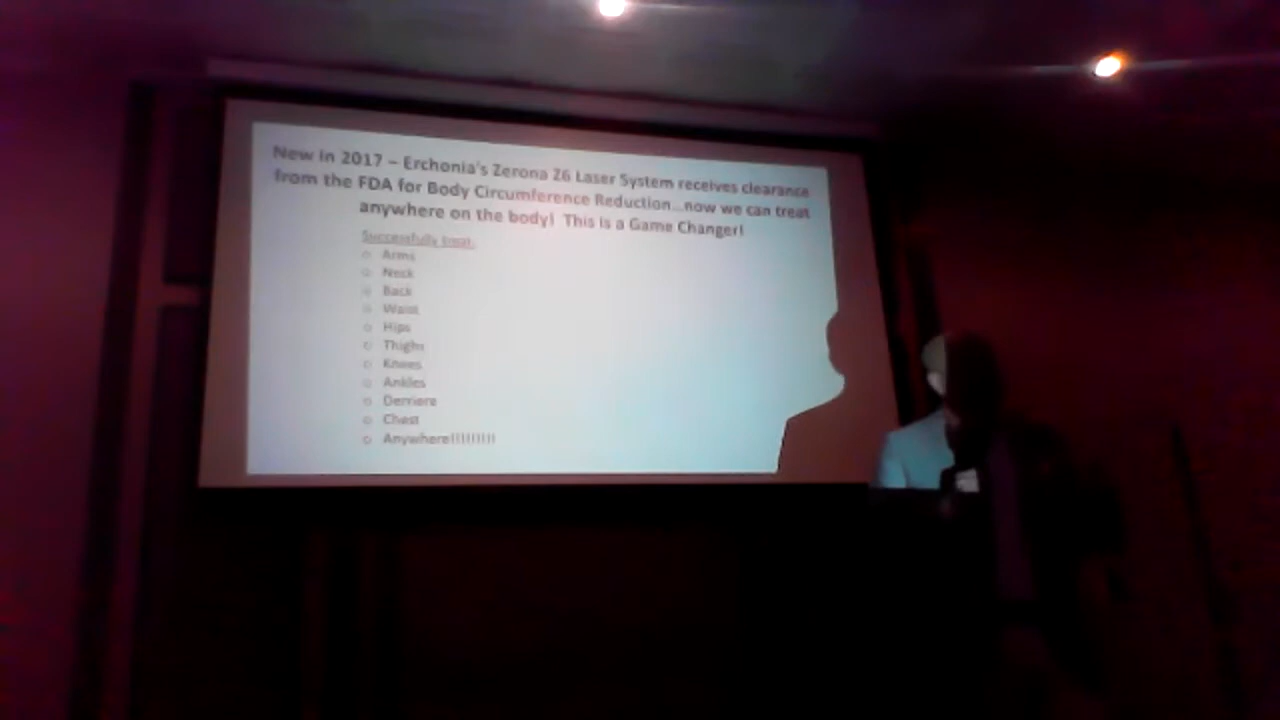 New in 2017 – Erchonia's Zerona Z6 Laser System receives clearance
from the FDA for Body Circumference Reduction...now we can treat
anywhere on the body! This is a Game Changer!
Successfully treat:
o Arms
o Neck
o Back
o Waist
o Hips
o Thighs
o Knees
o Ankles
o Derriere
o Chest
o Anywhere!!!!!!!!!